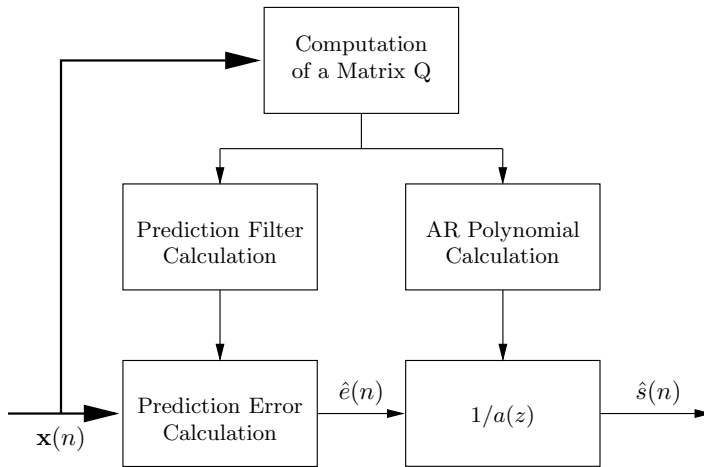 Computation
of a Matrix Q
Prediction Filter
Calculation
AR Polynomial
Calculation
Prediction Error
Calculation
1/a(z)
x(n)
ê(n)
ŝ(n)